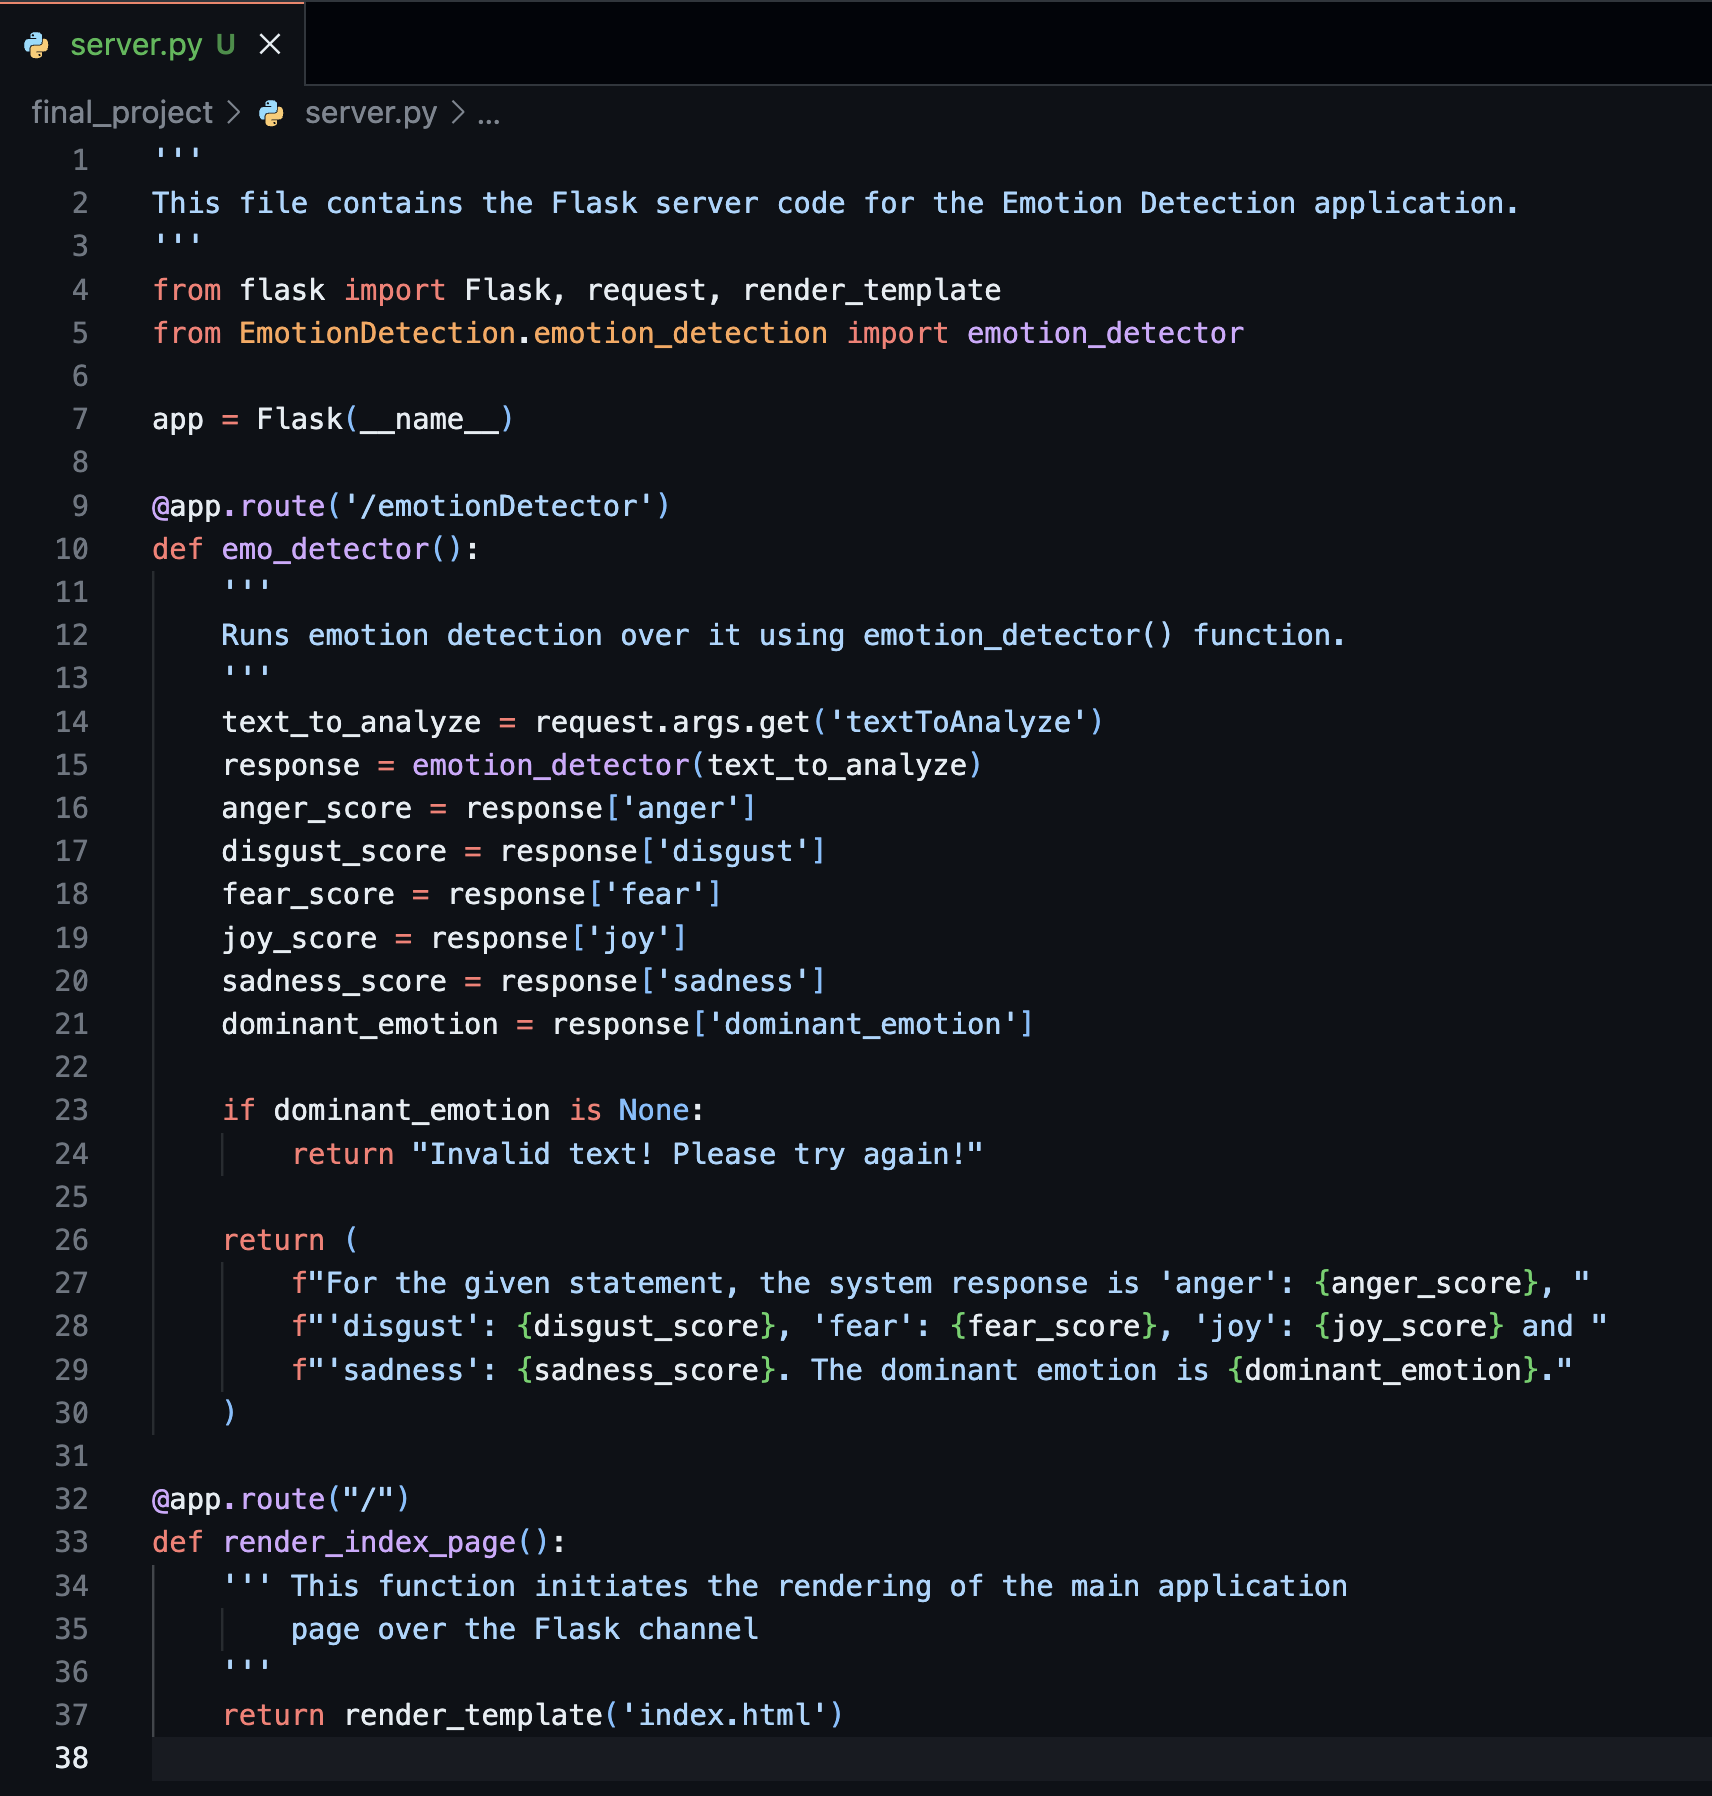 server.py U
final_project > server.py > ...
1 '''
2 This file contains the Flask server code for the Emotion Detection application.
3 '''
4 from flask import Flask, request, render_template
5 from EmotionDetection.emotion_detection import emotion_detector
6
7 app = Flask(__name__)
8
9 @app.route('/emotionDetector')
10 def emo_detector():
11     '''
12     Runs emotion detection over it using emotion_detector() function.
13     '''
14     text_to_analyze = request.args.get('textToAnalyze')
15     response = emotion_detector(text_to_analyze)
16     anger_score = response['anger']
17     disgust_score = response['disgust']
18     fear_score = response['fear']
19     joy_score = response['joy']
20     sadness_score = response['sadness']
21     dominant_emotion = response['dominant_emotion']
22
23     if dominant_emotion is None:
24         return "Invalid text! Please try again!"
25
26     return (
27         f"For the given statement, the system response is 'anger': {anger_score}, "
28         f"'disgust': {disgust_score}, 'fear': {fear_score}, 'joy': {joy_score} and "
29         f"'sadness': {sadness_score}. The dominant emotion is {dominant_emotion}."
30     )
31
32 @app.route("/")
33 def render_index_page():
34     ''' This function initiates the rendering of the main application
35         page over the Flask channel
36     '''
37     return render_template('index.html')
38